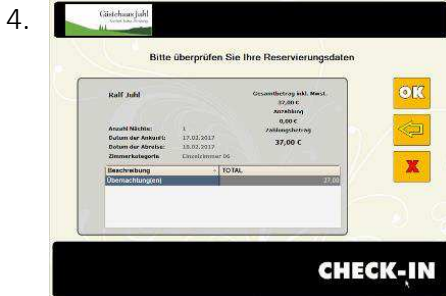 4.
Gästehaus Juhl
Bitte überprüfen Sie Ihre Reservierungsdaten
Ralf Juhl
Gesamtbetrag inkl. Mwst.
37,00 €
Anzahlung
0,00 €
Zahlungsbetrag
37,00 €
Anzahl Nächte: 1
Datum der Ankunft: 17.02.2017
Datum der Abreise: 18.02.2017
Zimmerkategorie Einzelzimmer
Beschreibung TOTAL
Übernachtung(en) 37,00
OK
X
CHECK-IN